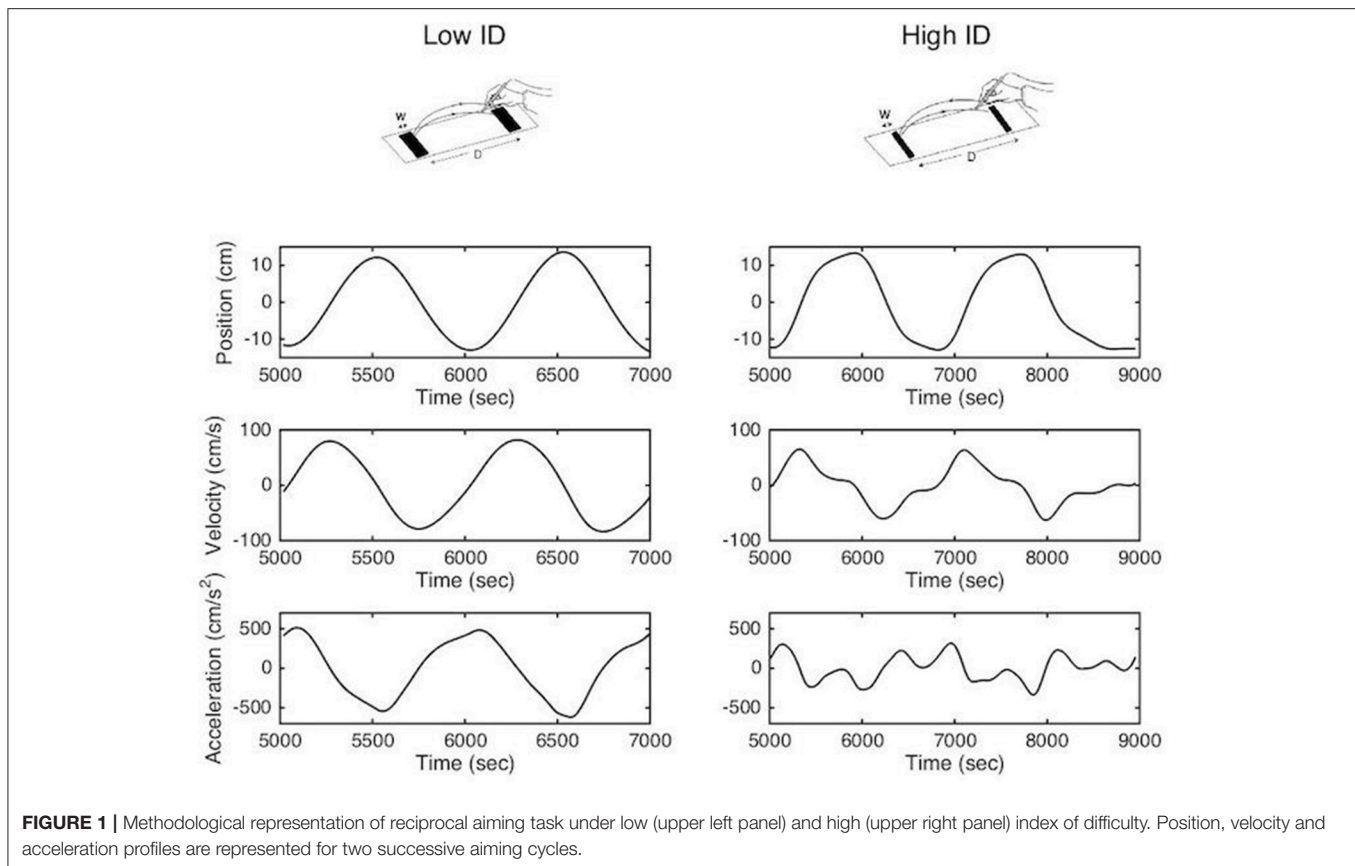 Low ID
High ID
W
D
W
D
Position (cm)
10
0
-10
5000 5500 6000 6500 7000
Time (sec)
10
0
-10
5000 6000 7000 8000 9000
Time (sec)
Velocity (cm/s)
100
0
-100
5000 5500 6000 6500 7000
Time (sec)
100
0
-100
5000 6000 7000 8000 9000
Time (sec)
Acceleration (cm/s²)
500
0
-500
5000 5500 6000 6500 7000
Time (sec)
500
0
-500
5000 6000 7000 8000 9000
Time (sec)
FIGURE 1 | Methodological representation of reciprocal aiming task under low (upper left panel) and high (upper right panel) index of difficulty. Position, velocity and
acceleration profiles are represented for two successive aiming cycles.